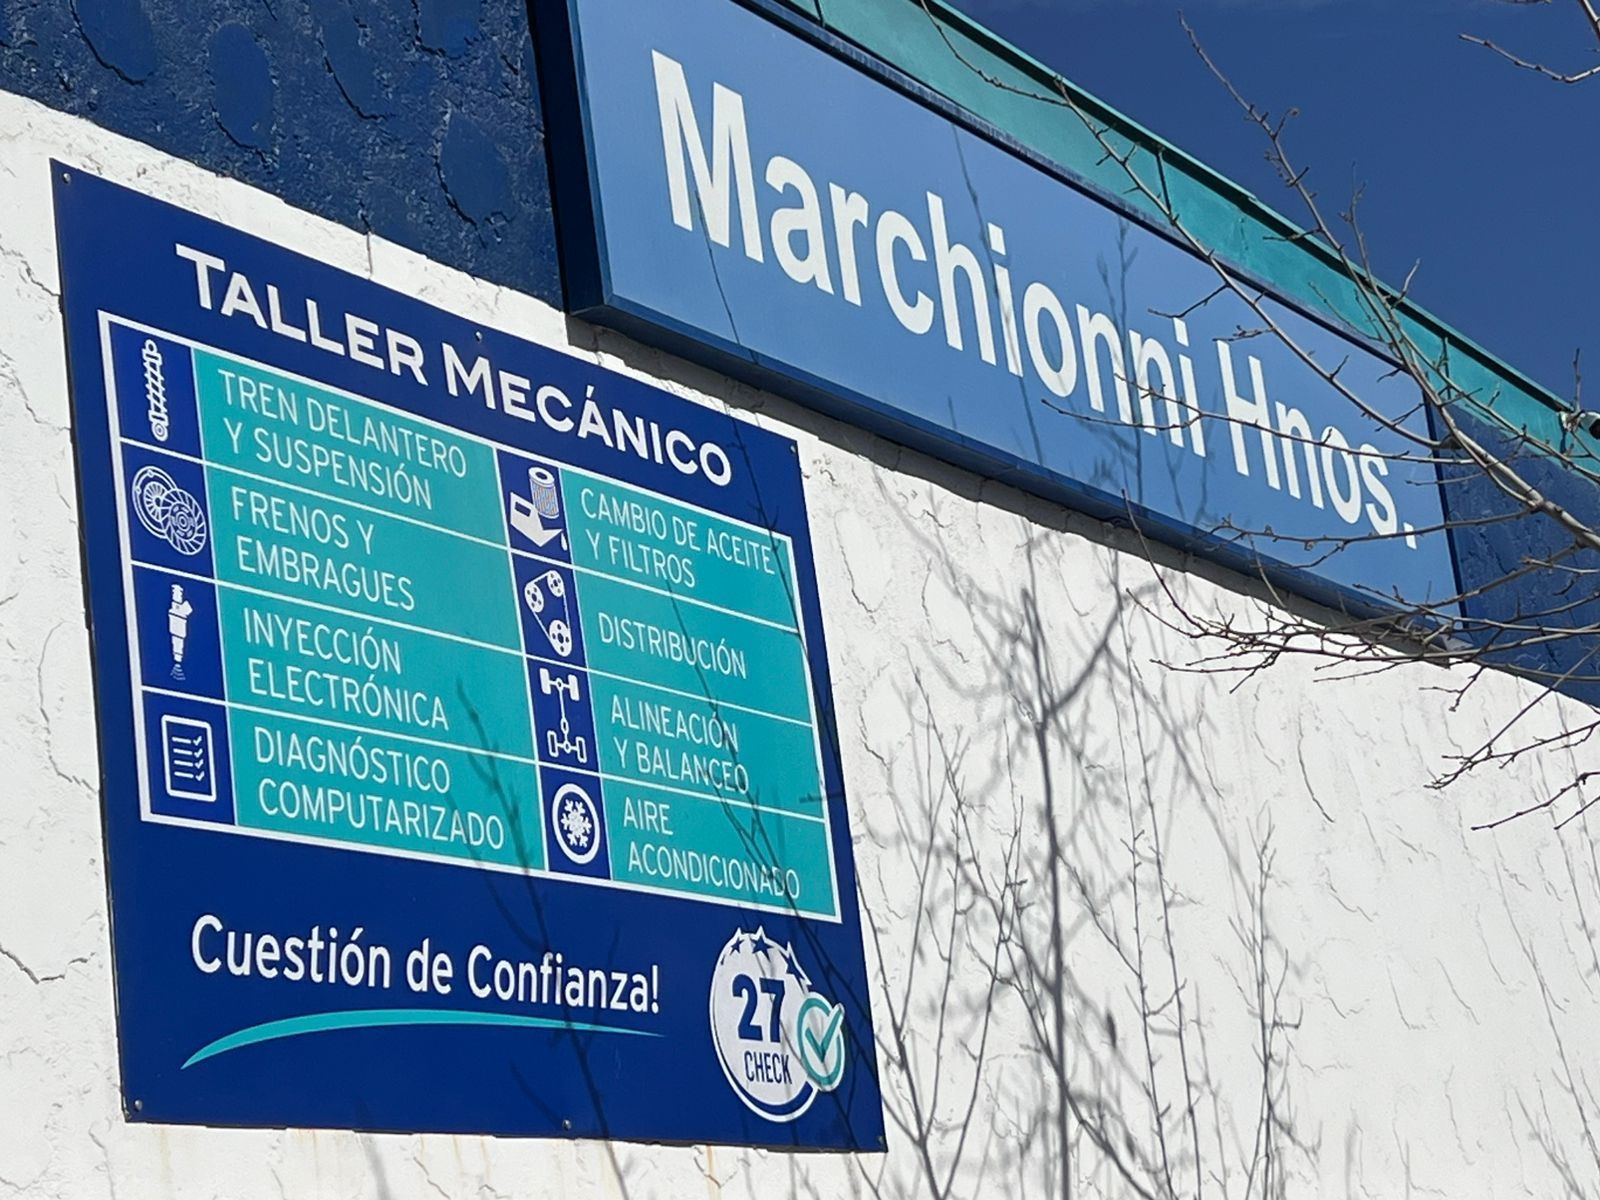 Marchionni Hnos.
TALLER MECÁNICO
TREN DELANTERO
Y SUSPENSIÓN
FRENOS Y
EMBRAGUES
INYECCIÓN
ELECTRÓNICA
DIAGNÓSTICO
COMPUTARIZADO
CAMBIO DE ACEITE
Y FILTROS
DISTRIBUCIÓN
ALINEACIÓN
Y BALANCEO
AIRE
ACONDICIONADO
Cuestión de Confianza!
27
CHECK